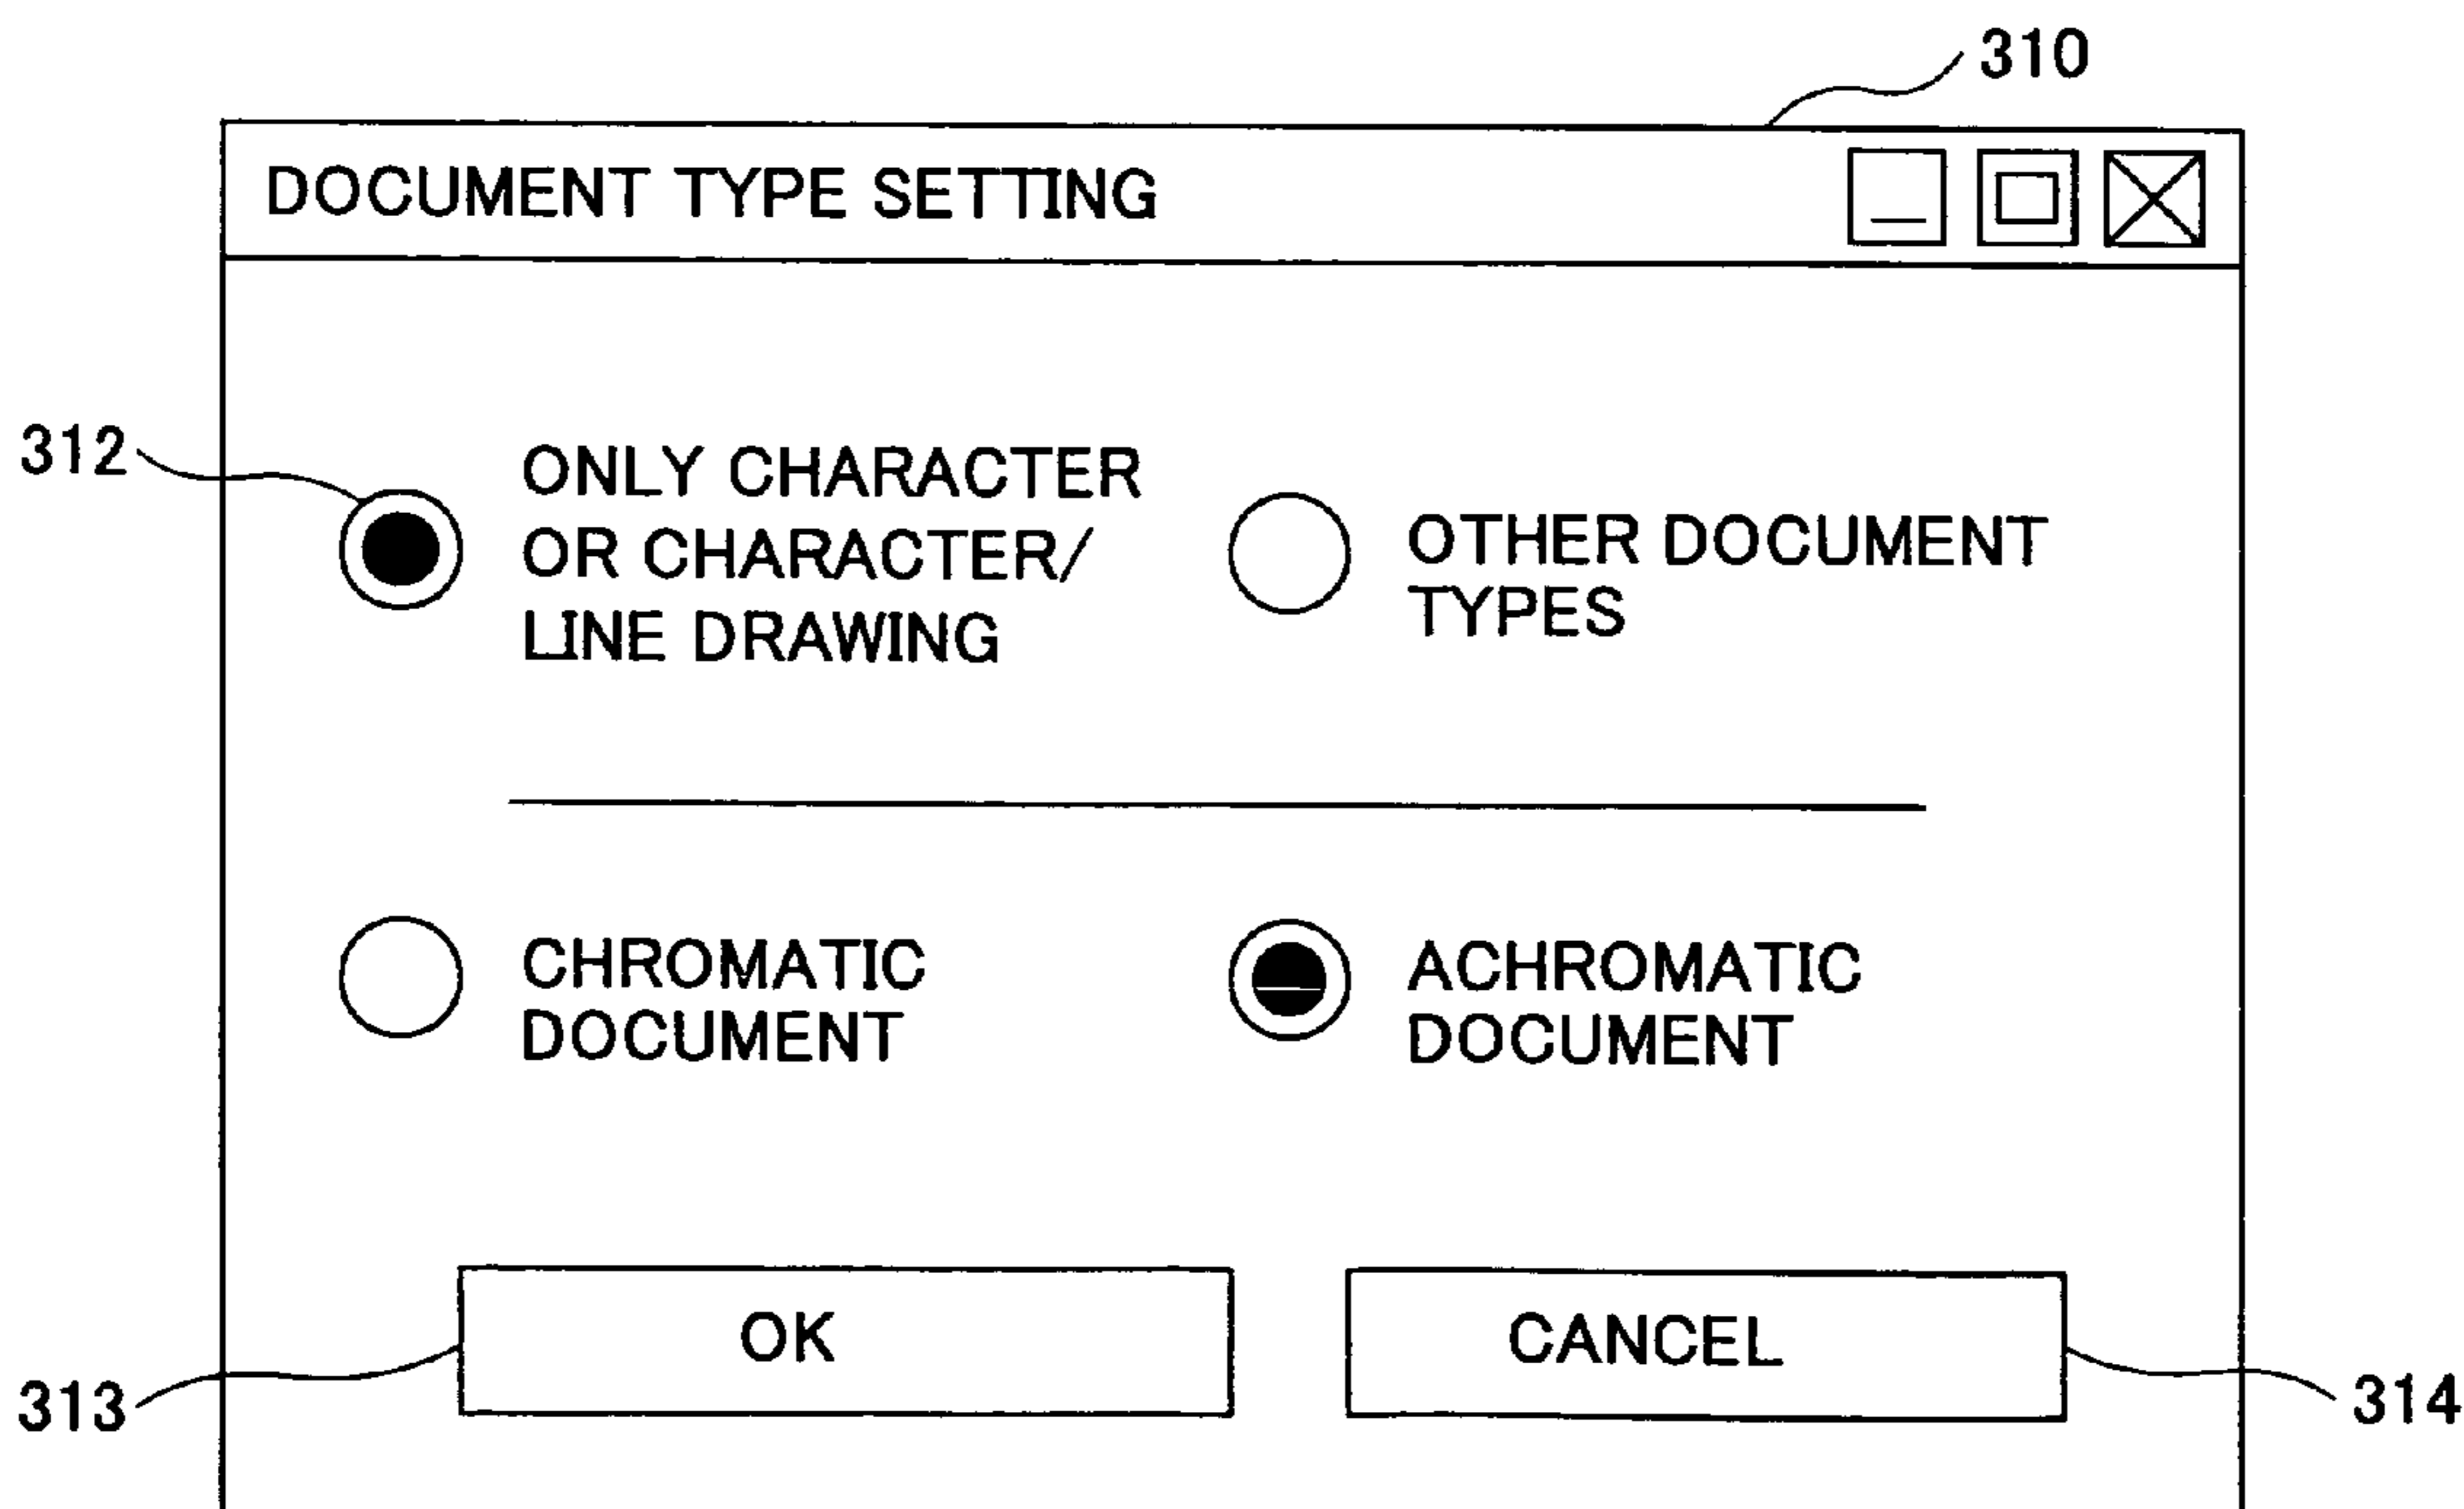 310
DOCUMENT TYPE SETTING
312
ONLY CHARACTER
OR CHARACTER/
LINE DRAWING
OTHER DOCUMENT
TYPES
CHROMATIC
DOCUMENT
ACHROMATIC
DOCUMENT
OK
CANCEL
313
314